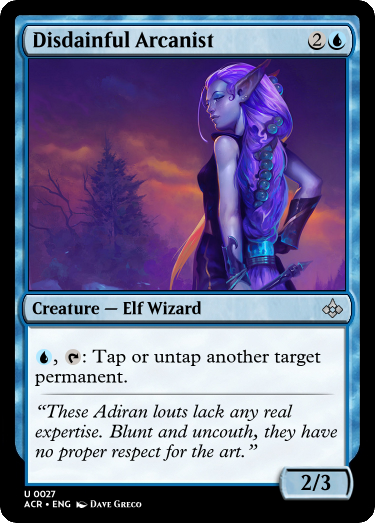 Disdainful Arcanist 2
Creature — Elf Wizard
, : Tap or untap another target
permanent.
“These Adiran louts lack any real
expertise. Blunt and uncouth, they have
no proper respect for the art.”
2/3
U 0027
ACR • ENG Dave Greco